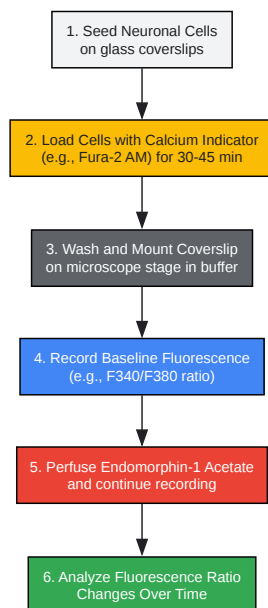 1. Seed Neuronal Cells
on glass coverslips
2. Load Cells with Calcium Indicator
(e.g., Fura-2 AM) for 30-45 min
3. Wash and Mount Coverslip
on microscope stage in buffer
4. Record Baseline Fluorescence
(e.g., F340/F380 ratio)
5. Perfuse Endomorphin-1 Acetate
and continue recording
6. Analyze Fluorescence Ratio
Changes Over Time